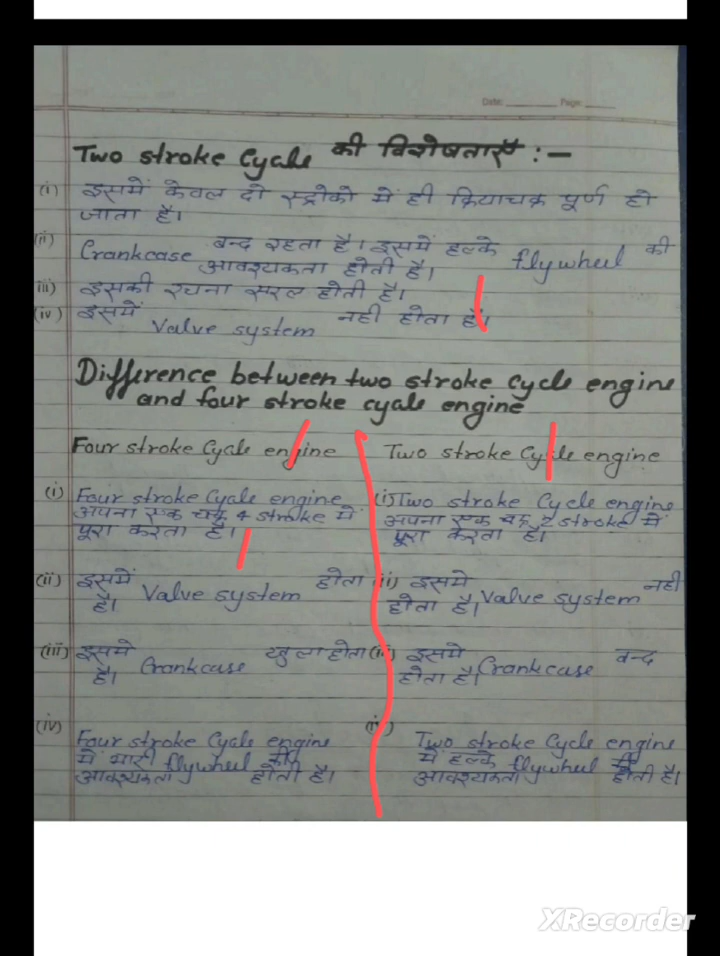 Date: Page:
Two stroke Cycle की विशेषताएँ :-
(i) इसमें केवल दो स्ट्रोको में ही क्रियाचक्र पूर्ण हो
जाता है।
(ii) Crankcase बन्द रहता है। इसमें हल्के flywheel की
आवश्यकता होती है।
iii) इसकी रचना सरल होती है।
(iv) इसमें Valve system नही होता है।
Difference between two stroke cycle engine
and four stroke cycle engine
Four stroke Cycle engine Two stroke Cycle engine
(i) Four stroke Cycle engine (i) Two stroke Cycle engine
अपना एक चक्र 4 stroke में अपना एक चक्र 2 stroke में
पूरा करता है। पूरा करता है।
(ii) इसमें Valve system होता ii) इसमे Valve system नही
है। होता है।
(iii) इसमे Crankcase खुला होता (iii) इसमे Crankcase बन्द
है। होता है।
(iv) Four stroke Cycle engine (iv) Two stroke Cycle engine
में भारी flywheel की में हल्के flywheel की
आवश्यकता होती है। आवश्यकता होती है।
XRecorder